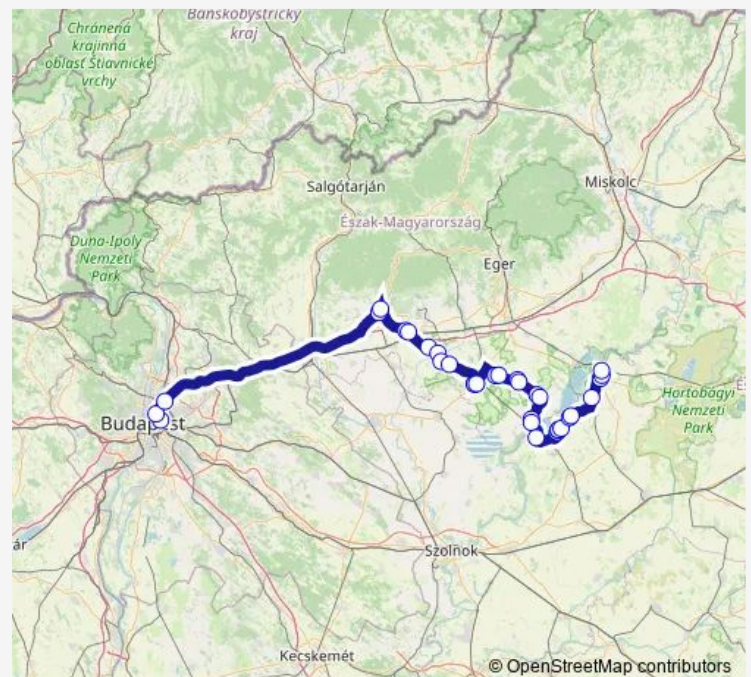 Banskobystrický
kraj
Chránená
krajinná
oblasť Štiavnické
vrchy
Salgótarján
Miskolc
Észak-Magyarország
Duna-Ipoly
Nemzeti
Park
Eger
Budapest
Hortobágyi
Nemzeti
Park
ár
Szolnok
Kecskemét
© OpenStreetMap contributors